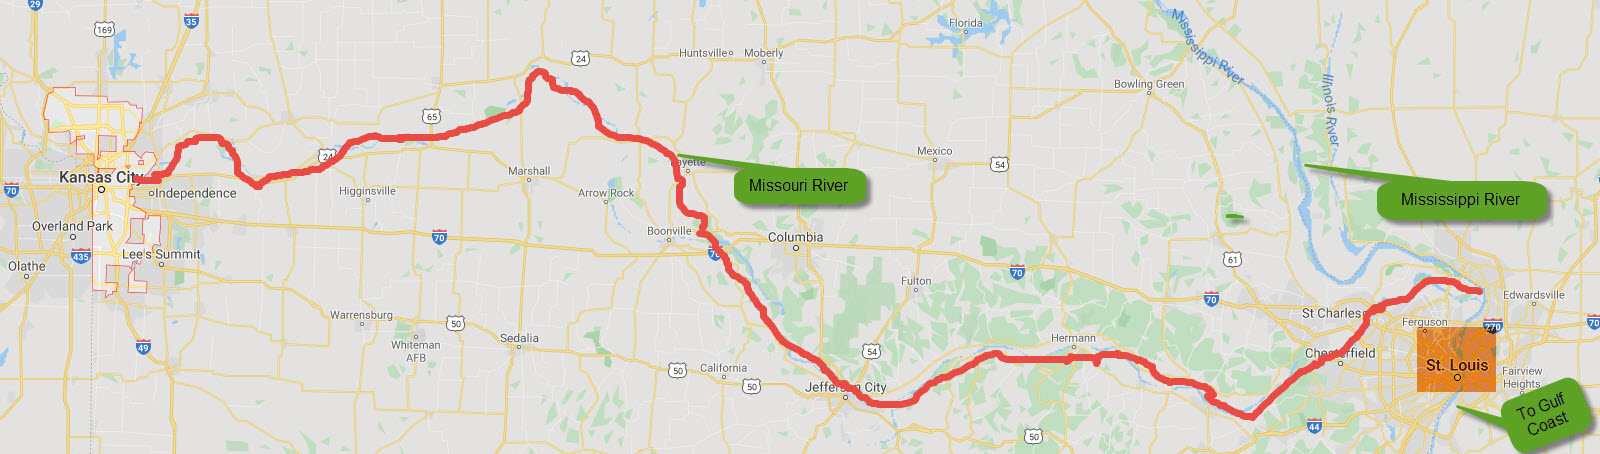 29
35
169
Florida
Mississippi River
Huntsville
Moberly
24
Illinois River
Bowling Green
65
24
Mexico
54
Fayette
Missouri River
Kansas City
70
Independence
Higginsville
Marshall
Arrow Rock
Mississippi River
Overland Park
435
Lee's Summit
70
Boonville
70
Columbia
Olathe
61
70
Fulton
70
Edwardsville
St Charles
Ferguson
270
70
Warrensburg
50
Whiteman
AFB
Sedalia
49
Hermann
54
Chesterfield
St. Louis
Fairview
Heights
California
50
50
Jefferson City
To Gulf
Coast
44
50